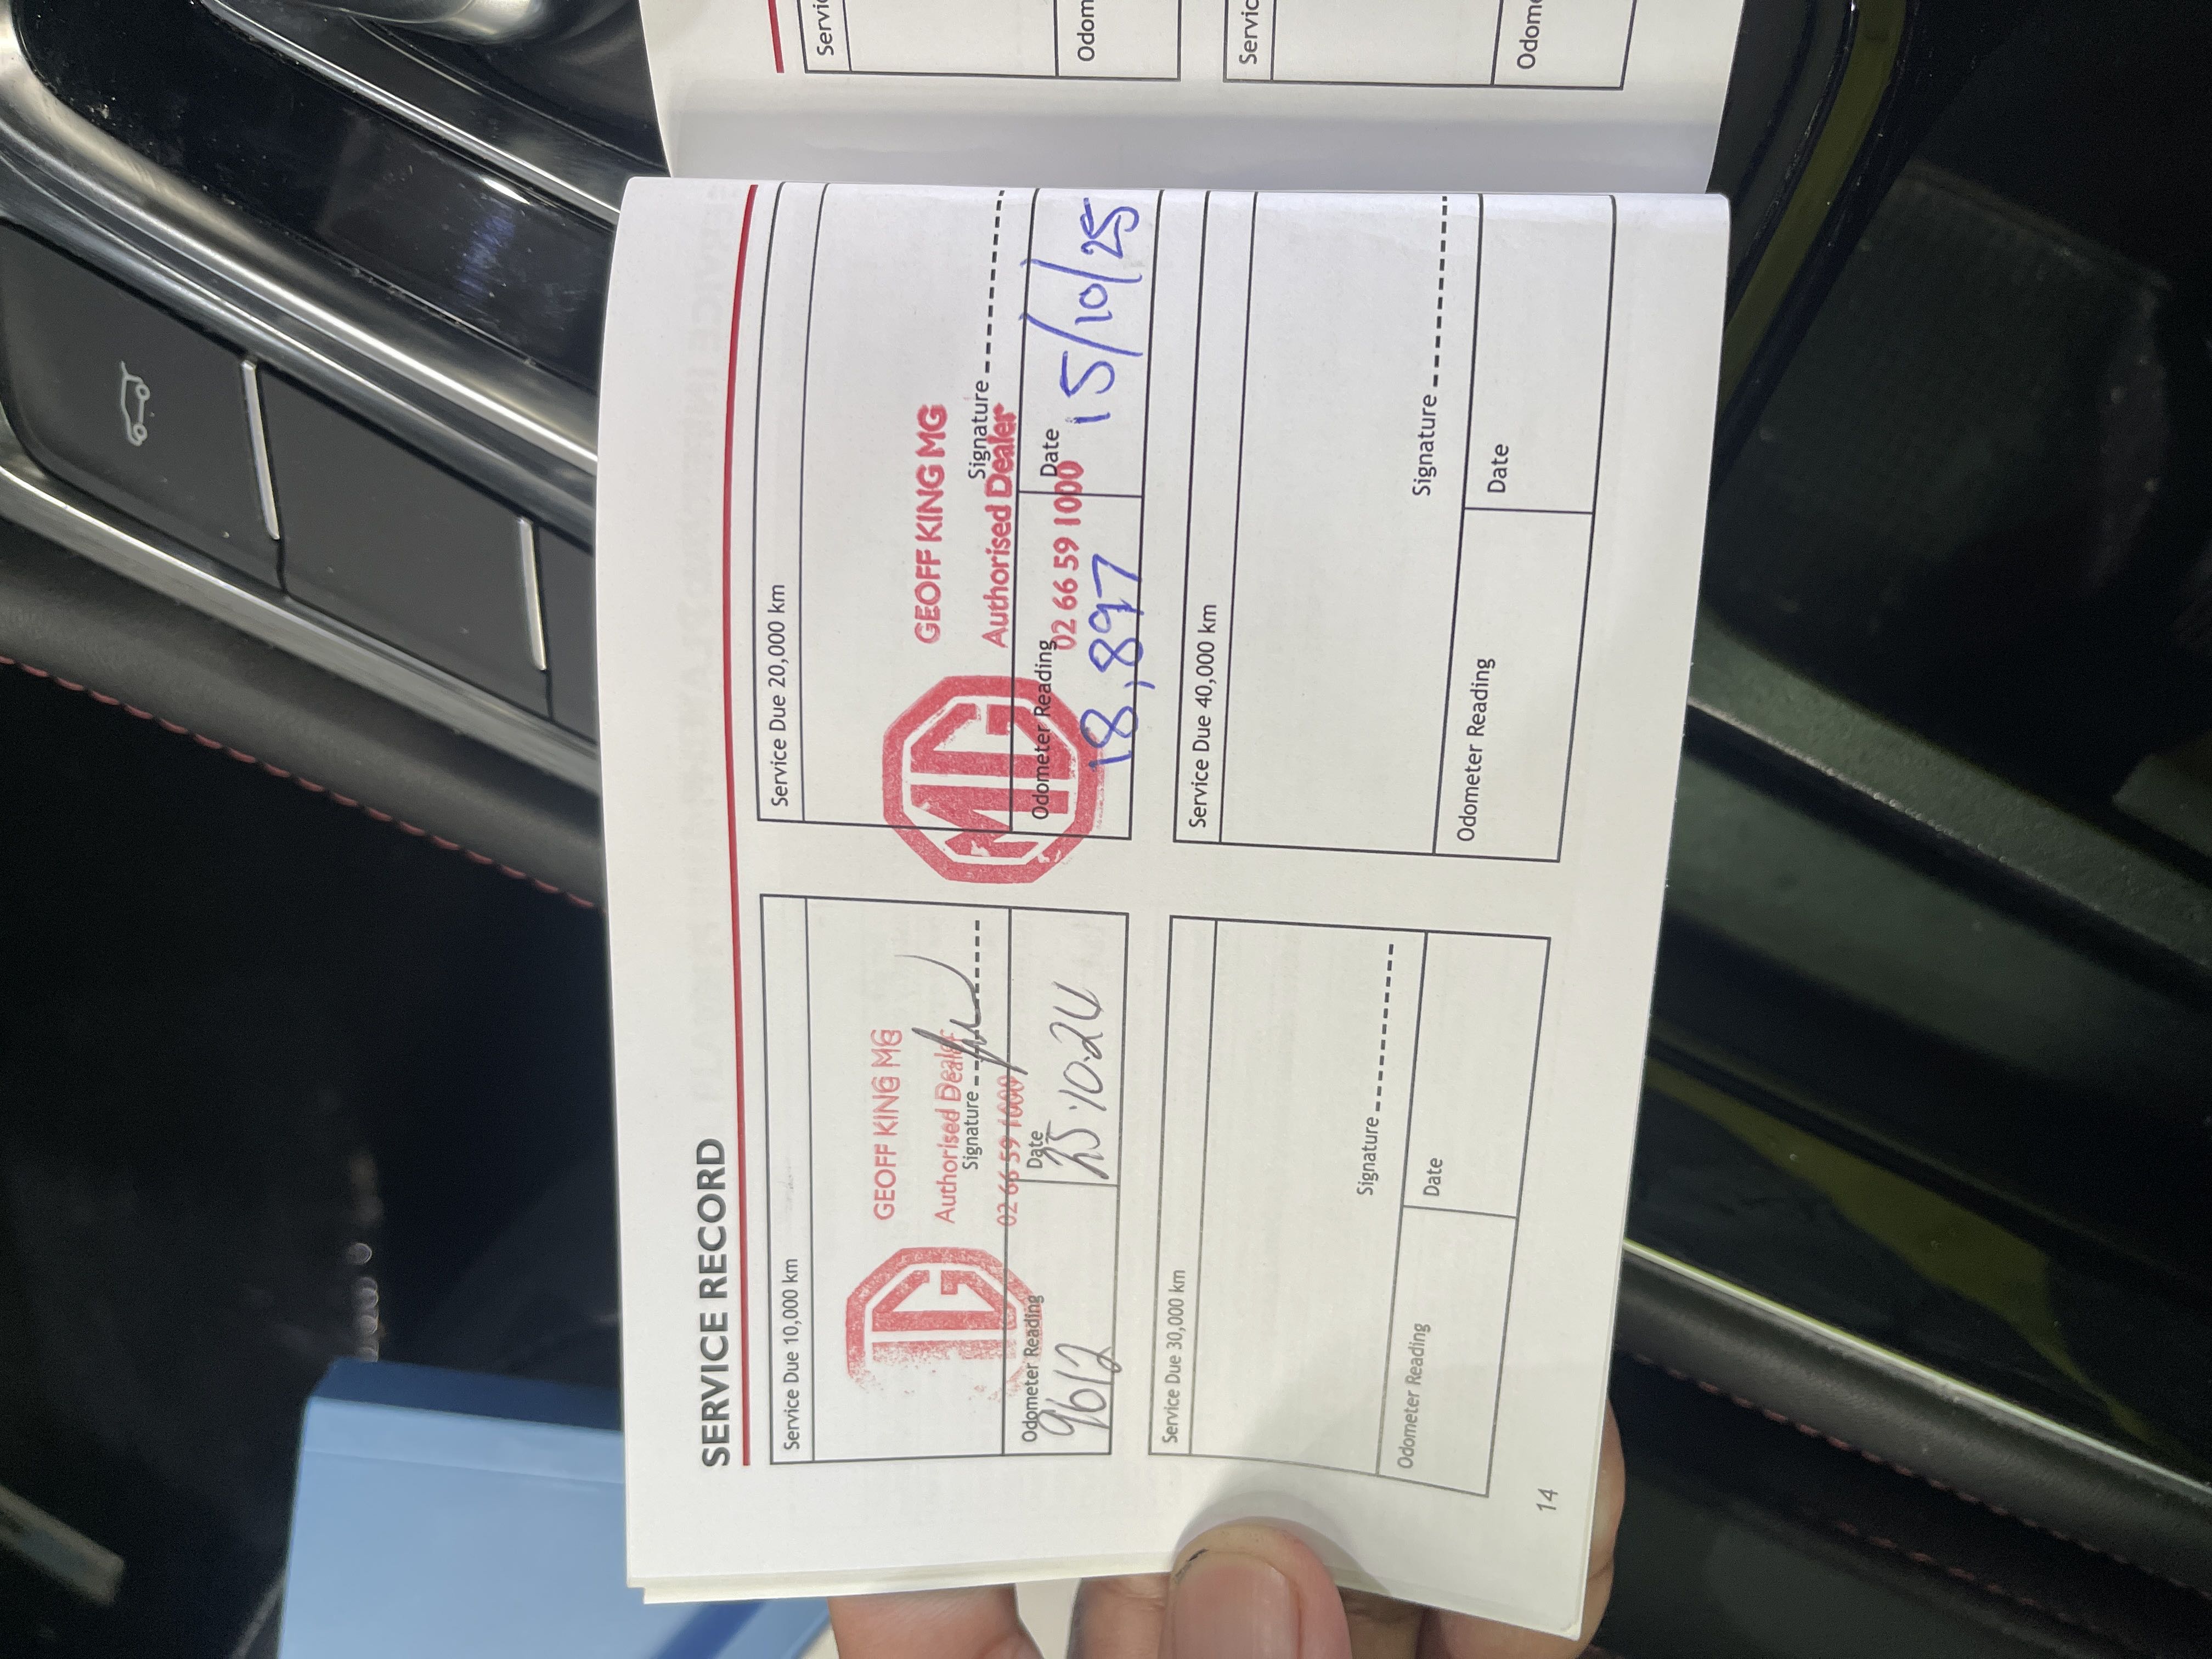 SERVICE RECORD
Service Due 10,000 km
GEOFF KING MG
Authorised Dealer
Signature
02 66 59 1000
MG
Odometer Reading
9612
Date
25.10.24
Service Due 20,000 km
GEOFF KING MG
Signature
Authorised Dealer
MG
02 66 59 1000
Odometer Reading
18,897
Date
15/10/25
Service Due 30,000 km
Signature
Odometer Reading
Date
Service Due 40,000 km
Signature
Odometer Reading
Date
14